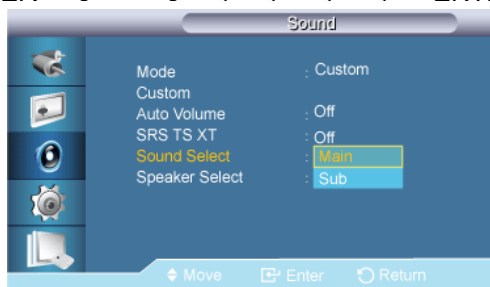 Sound
Mode : Custom
Custom
Auto Volume : Off
SRS TS XT : Off
Sound Select : Main
Speaker Select : Sub
Move Enter Return